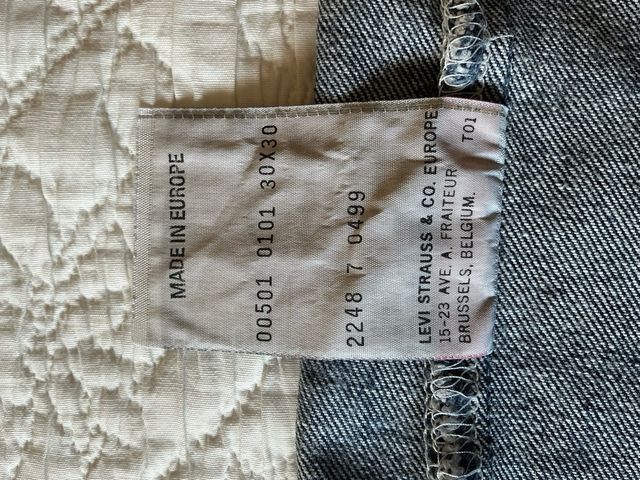 MADE IN EUROPE
00501 0101 30X30
2248 7 0499
LEVI STRAUSS & CO. EUROPE
15-23 AVE. A. FRAITEUR
BRUSSELS, BELGIUM. T01